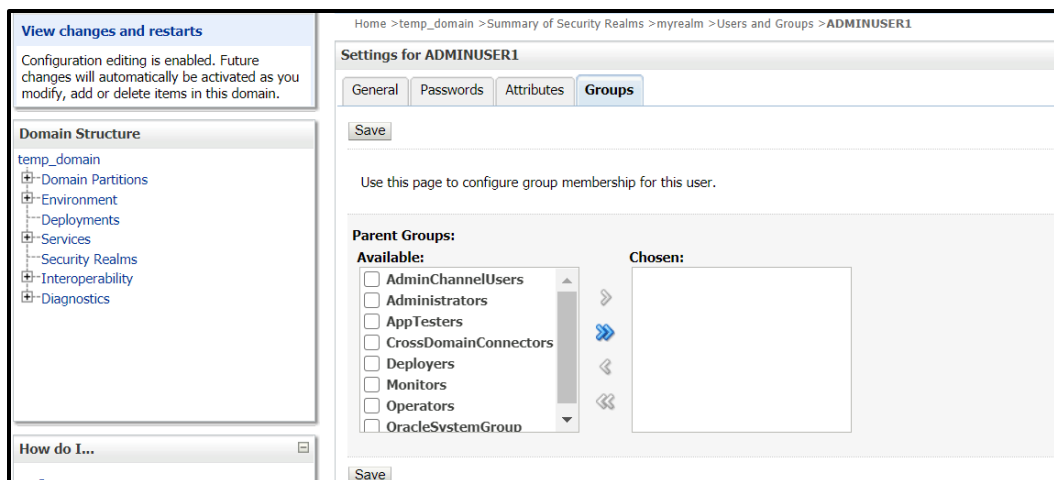 View changes and restarts
Configuration editing is enabled. Future
changes will automatically be activated as you
modify, add or delete items in this domain.
Domain Structure
temp_domain
Domain Partitions
Environment
Deployments
Services
Security Realms
Interoperability
Diagnostics
How do I...
Home >temp_domain >Summary of Security Realms >myrealm >Users and Groups >ADMINUSER1
Settings for ADMINUSER1
General Passwords Attributes Groups
Save
Use this page to configure group membership for this user.
Parent Groups:
Available: Chosen:
AdminChannelUsers
Administrators
AppTesters
CrossDomainConnectors
Deployers
Monitors
Operators
OracleSystemGroup
Save